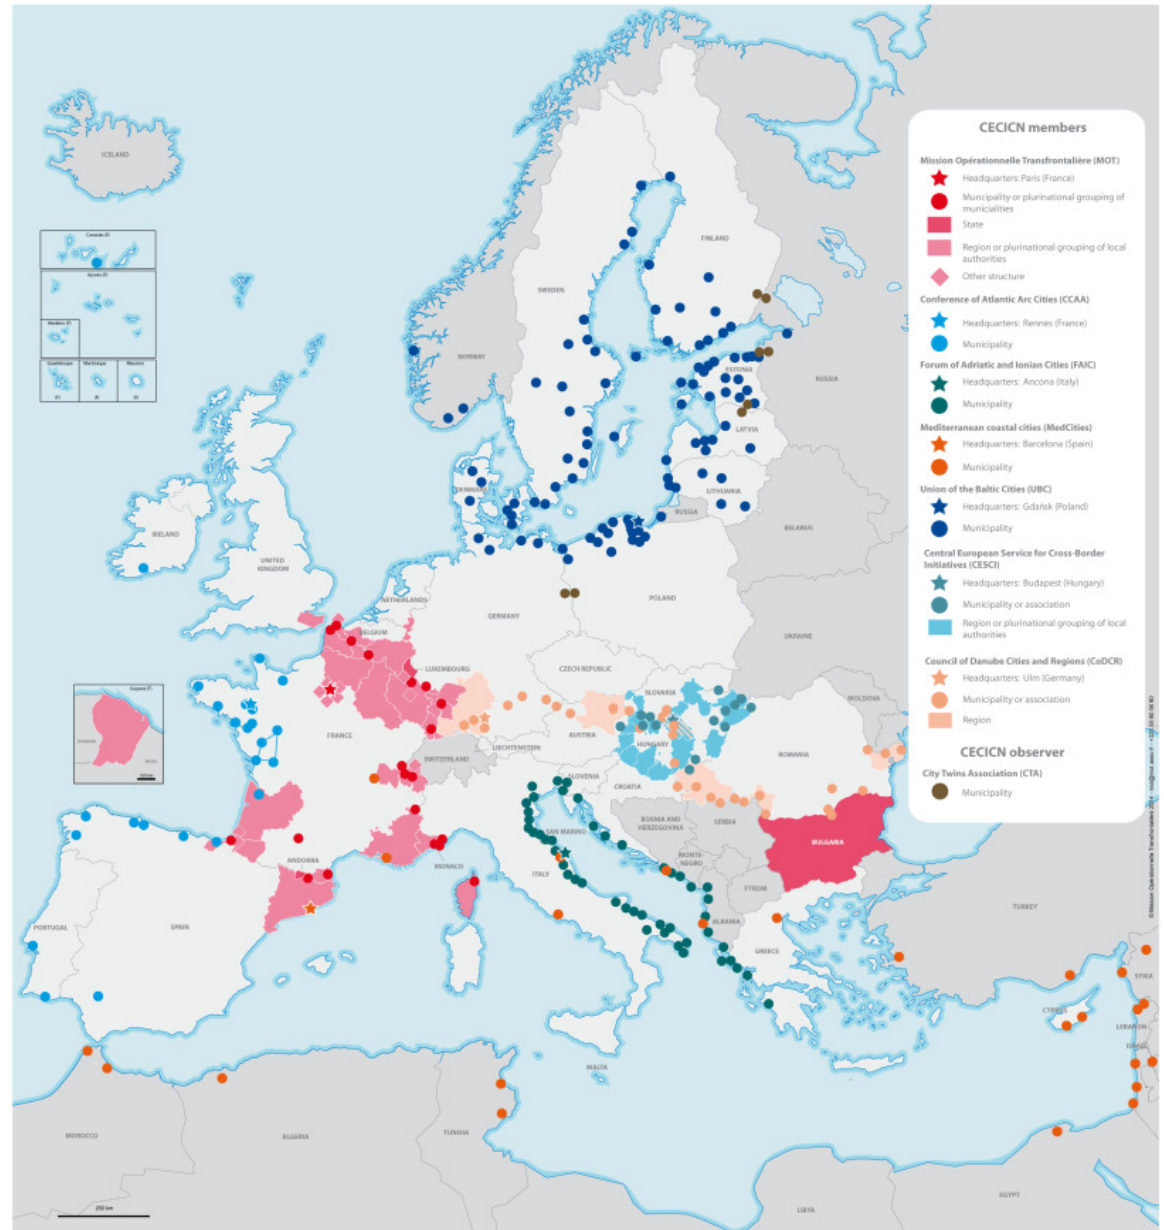 CECICN members
Mission Opérationnelle Transfrontalière (MOT)
Headquarters: Paris (France)
Muncipality or plurinational grouping of
municialities
State
Region or plurinational grouping of local
authorities
Other structure
Conference of Atlantic Arc Cities (CCAA)
Headquarters: Rennes (France)
Municipality
Forum of Adriatic and Ionian Cities (FAIC)
Headquarters: Ancona (Italy)
Municipality
Mediterranean coastal cities (MedCities)
Headquarters: Barcelona (Spain)
Municipality
Union of the Baltic Cities (UBC)
Headquarters: Gdańsk (Poland)
Municipality
Central European Service for Cross-Border
Initiatives (CESCI)
Headquarters: Budapest (Hungary)
Municipality or association
Region or plurinational grouping of local
authorities
Council of Danube Cities and Regions (CoDCR)
Headquarters: Ulm (Germany)
Municipality or association
Region
CECICN observer
City Twins Association (CTA)
Municipality
ICELAND
FINLAND
SWEDEN
NORWAY
RUSSIA
ESTONIA
LATVIA
LITHUANIA
DENMARK
RUSSIA
BELARUS
IRELAND
UNITED
KINGDOM
NETHERLANDS
GERMANY
POLAND
BELGIUM
UKRAINE
LUXEMBOURG
CZECH REPUBLIC
SLOVAKIA
MOLDOVA
FRANCE
AUSTRIA
LIECHTENSTEIN
SWITZERLAND
HUNGARY
ROMANIA
SLOVENIA
CROATIA
BOSNIA AND
HERZEGOVINA
SERBIA
SAN MARINO
BULGARIA
ANDORRA
MONACO
MONTE-
NEGRO
ITALY
FYROM
ALBANIA
TURKEY
PORTUGAL
SPAIN
GREECE
CYPRUS
SYRIA
LEBANON
ISRAEL
MALTA
MOROCCO
ALGERIA
TUNISIA
LIBYA
EGYPT
Guadeloupe
Martinique
Réunion
250 km